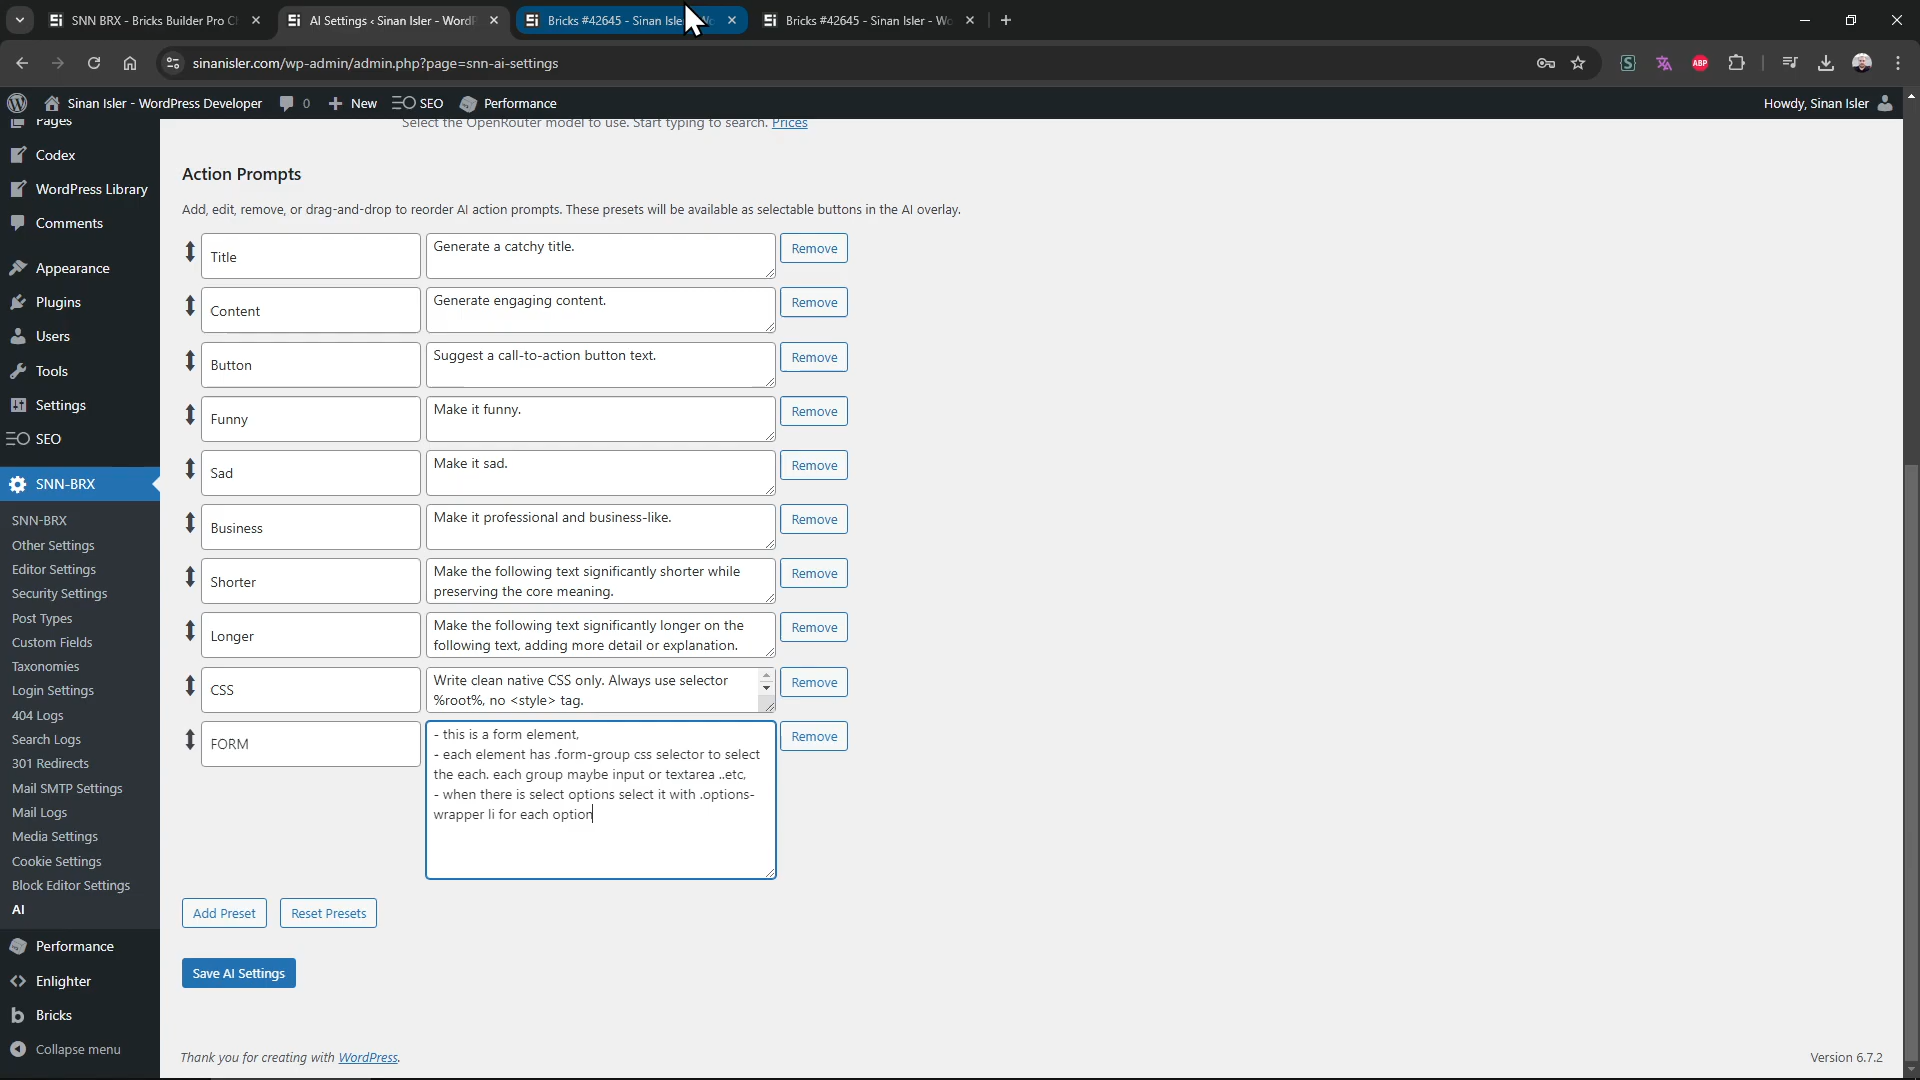 SNN BRX - Bricks Builder Pro C
AI Settings ‹ Sinan Isler - WordP
Bricks #42645 - Sinan Isler
Bricks #42645 - Sinan Isler - Wo
sinanisler.com/wp-admin/admin.php?page=snn-ai-settings
ABP
Sinan Isler - WordPress Developer
0
New
SEO
Performance
Howdy, Sinan Isler
Pages
Codex
WordPress Library
Comments
Appearance
Plugins
Users
Tools
Settings
SEO
SNN-BRX
SNN-BRX
Other Settings
Editor Settings
Security Settings
Post Types
Custom Fields
Taxonomies
Login Settings
404 Logs
Search Logs
301 Redirects
Mail SMTP Settings
Mail Logs
Media Settings
Cookie Settings
Block Editor Settings
AI
Performance
Enlighter
Bricks
Collapse menu
Select the OpenRouter model to use. Start typing to search. Prices
Action Prompts
Add, edit, remove, or drag-and-drop to reorder AI action prompts. These presets will be available as selectable buttons in the AI overlay.
Title
Generate a catchy title.
Remove
Content
Generate engaging content.
Remove
Button
Suggest a call-to-action button text.
Remove
Funny
Make it funny.
Remove
Sad
Make it sad.
Remove
Business
Make it professional and business-like.
Remove
Shorter
Make the following text significantly shorter while
preserving the core meaning.
Remove
Longer
Make the following text significantly longer on the
following text, adding more detail or explanation.
Remove
CSS
Write clean native CSS only. Always use selector
%root%, no <style> tag.
Remove
FORM
- this is a form element,
- each element has .form-group css selector to select
the each. each group maybe input or textarea ..etc,
- when there is select options select it with .options-
wrapper li for each option
Remove
Add Preset
Reset Presets
Save AI Settings
Thank you for creating with WordPress.
Version 6.7.2